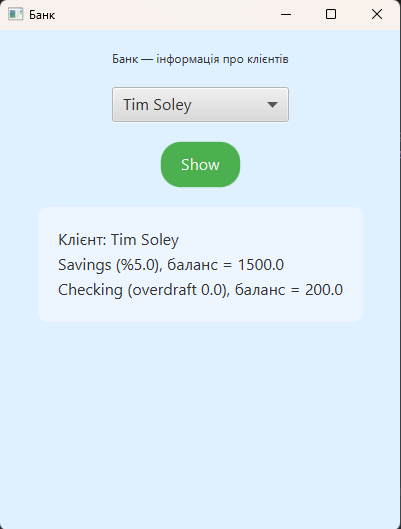 Банк
Банк — інформація про клієнтів
Tim Soley
Show
Клієнт: Tim Soley
Savings (%5.0), баланс = 1500.0
Checking (overdraft 0.0), баланс = 200.0